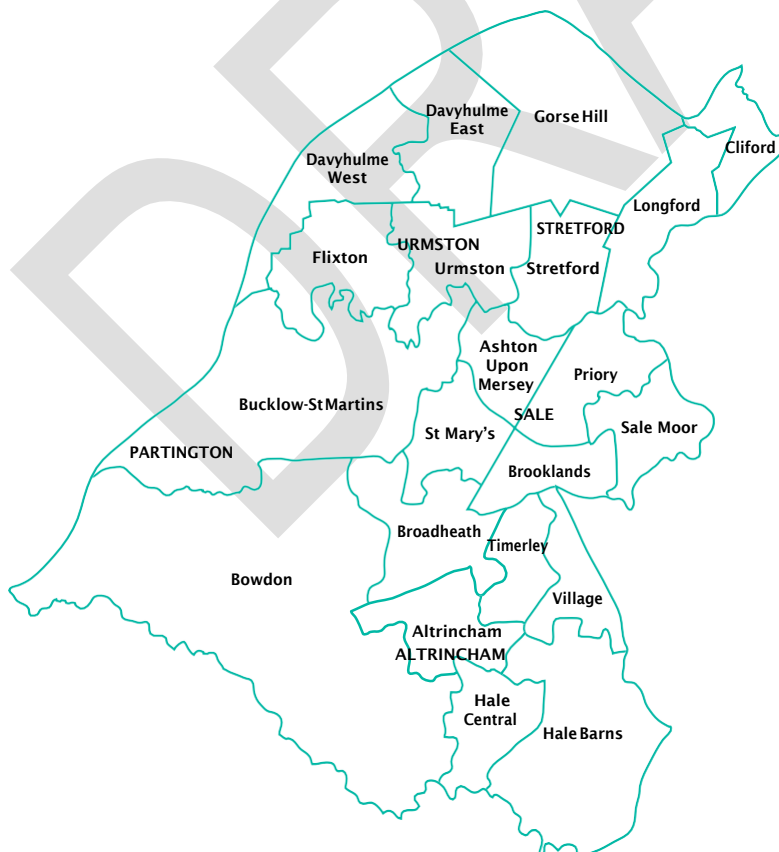 Davyhulme
East
Gorse Hill
Cliford
Davyhulme
West
Longford
STRETFORD
URMSTON
Flixton
Urmston
Stretford
Ashton
Upon
Mersey
Priory
Bucklow-St Martins
SALE
St Mary's
Sale Moor
PARTINGTON
Brooklands
Broadheath
Timerley
Bowdon
Village
Altrincham
ALTRINCHAM
Hale
Central
Hale Barns